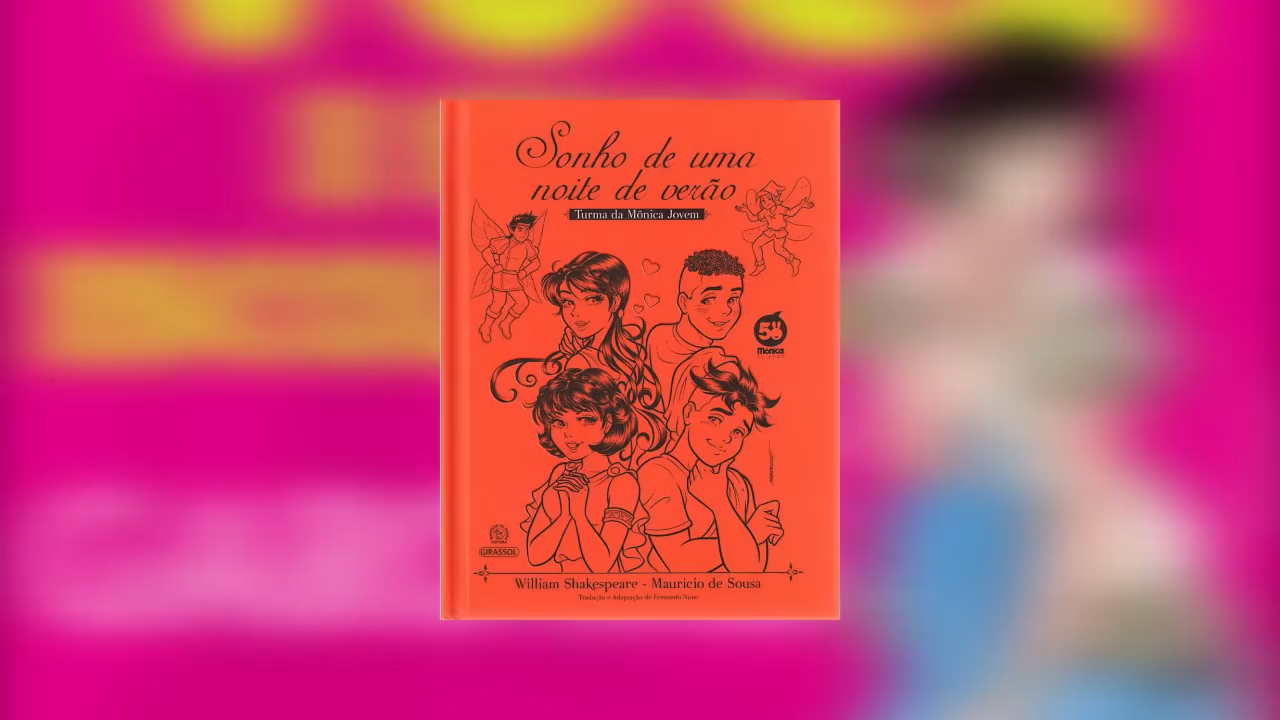 Sonho de uma
noite de verão
Turma da Mônica Jovem
50
Mônica
GIRASSOL
William Shakespeare - Mauricio de Sousa
Tradução e Adaptação de Fernando Nuno